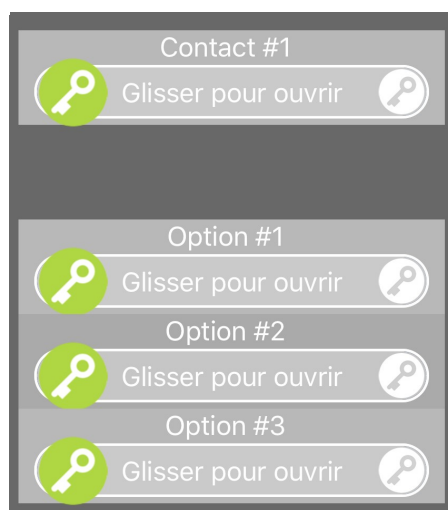 Contact #1
Glisser pour ouvrir
Option #1
Glisser pour ouvrir
Option #2
Glisser pour ouvrir
Option #3
Glisser pour ouvrir